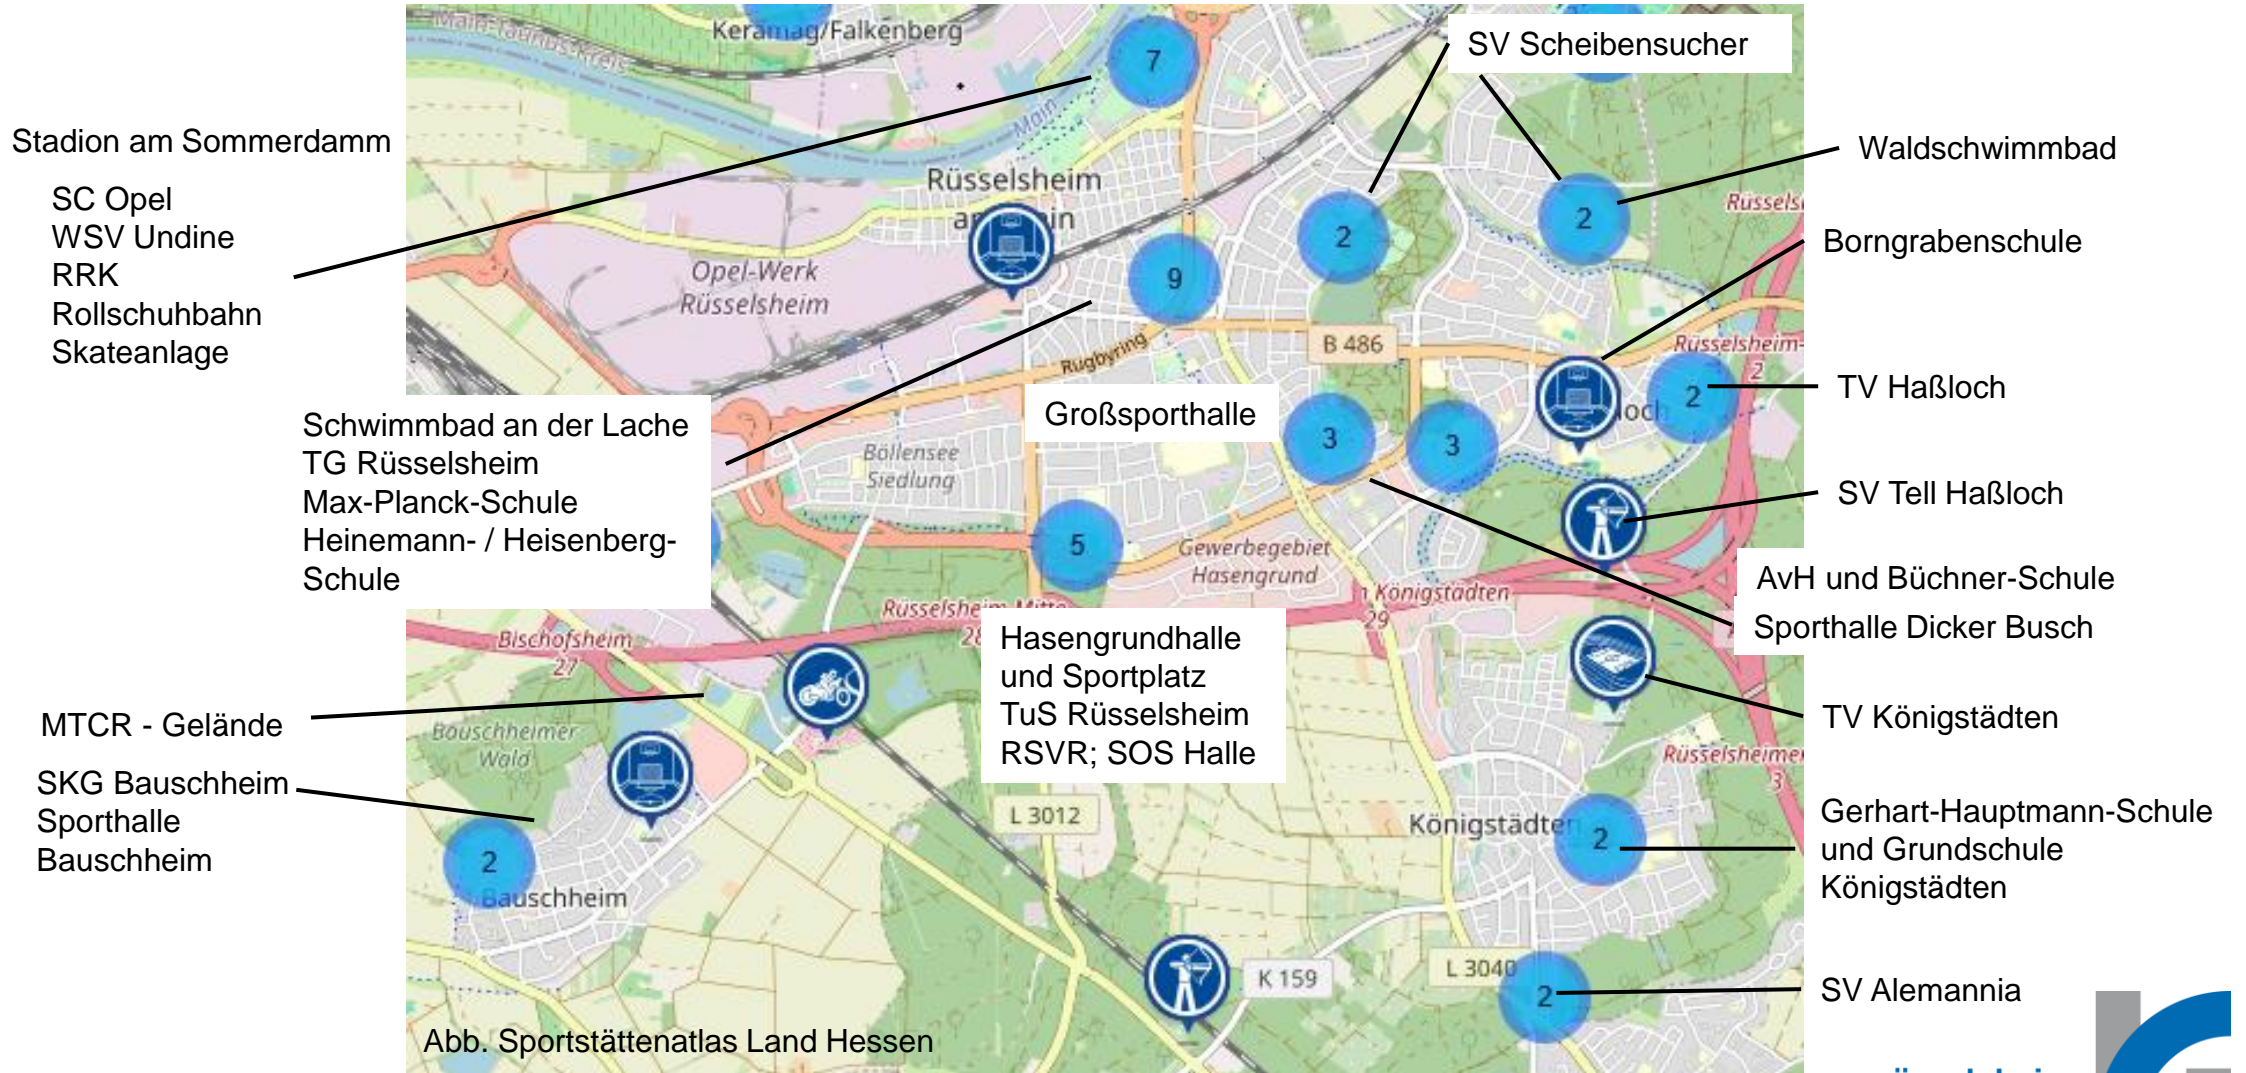 Keramag/Falkenberg
Main-Taunus-Kreis
7
SV Scheibensucher
Main
Stadion am Sommerdamm
SC Opel
WSV Undine
RRK
Rollschuhbahn
Skateanlage
Rüsselsheim
Waldschwimmbad
Borngrabenschule
2
2
9
Opel-Werk
Rüsselsheim
B 486
Rugbyring
Rüsselsheim-
2
TV Haßloch
2
Schwimmbad an der Lache
TG Rüsselsheim
Max-Planck-Schule
Heinemann- / Heisenberg-
Schule
Großsporthalle
3
3
Böllensee
Siedlung
SV Tell Haßloch
5
Gewerbegebiet
Hasengrund
AvH und Büchner-Schule
Sporthalle Dicker Busch
Königstädten
29
Rüsselsheim-Mitte
28
Bischofsheim
27
Hasengrundhalle
und Sportplatz
TuS Rüsselsheim
RSVR; SOS Halle
MTCR - Gelände
Bauschheimer
Wald
TV Königstädten
Rüsselsheimer
3
SKG Bauschheim
Sporthalle
Bauschheim
2
Bauschheim
L 3012
Königstädten
2
Gerhart-Hauptmann-Schule
und Grundschule
Königstädten
K 159
L 3040
2
SV Alemannia
Abb. Sportstättenatlas Land Hessen